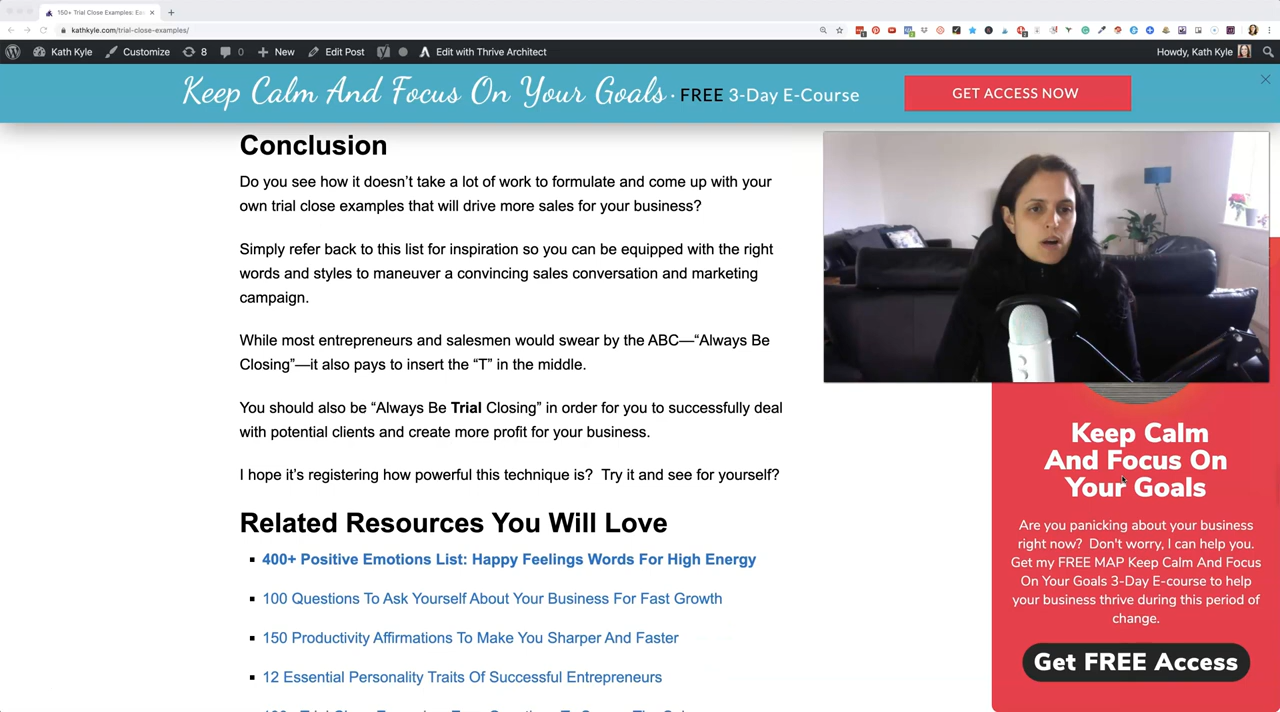 150+ Trial Close Examples: Ea
kathkyle.com/trial-close-examples/
Kath Kyle
Customize
8
0
New
Edit Post
Edit with Thrive Architect
Howdy, Kath Kyle
Keep Calm And Focus On Your Goals · FREE 3-Day E-Course
GET ACCESS NOW
Conclusion
Do you see how it doesn’t take a lot of work to formulate and come up with your
own trial close examples that will drive more sales for your business?
Simply refer back to this list for inspiration so you can be equipped with the right
words and styles to maneuver a convincing sales conversation and marketing
campaign.
While most entrepreneurs and salesmen would swear by the ABC—“Always Be
Closing”—it also pays to insert the “T” in the middle.
You should also be “Always Be Trial Closing” in order for you to successfully deal
with potential clients and create more profit for your business.
I hope it’s registering how powerful this technique is?  Try it and see for yourself?
Related Resources You Will Love
400+ Positive Emotions List: Happy Feelings Words For High Energy
100 Questions To Ask Yourself About Your Business For Fast Growth
150 Productivity Affirmations To Make You Sharper And Faster
12 Essential Personality Traits Of Successful Entrepreneurs
Keep Calm
And Focus On
Your Goals
Are you panicking about your business
right now?  Don't worry, I can help you.
Get my FREE MAP Keep Calm And Focus
On Your Goals 3-Day E-course to help
your business thrive during this period of
change.
Get FREE Access